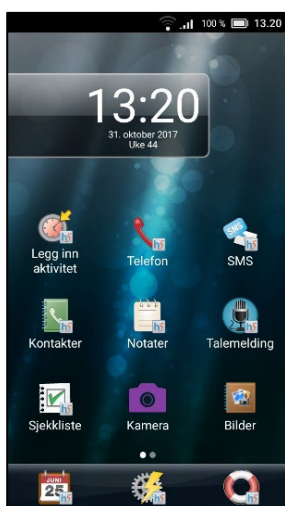 100 % 13.20
13:20
31. oktober 2017
Uke 44
Legg inn
aktivitet
Telefon
SMS
SMS
Kontakter
Notater
Talemelding
Sjekkliste
Kamera
Bilder
JUNI
25